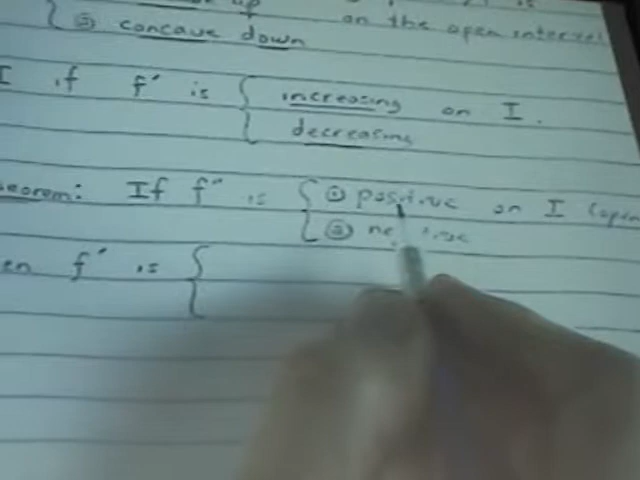 ② concave down on the open interval
I if f' is { increasing on I.
decreasing
Theorem: If f" is { ① positive on I (open
② negative
en f' is {